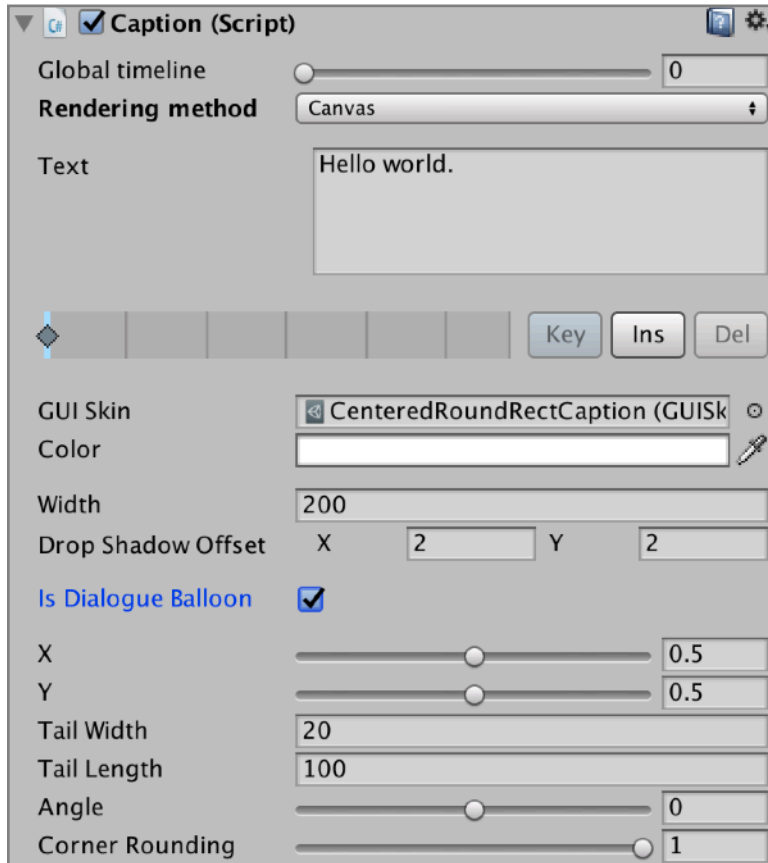 C# Caption (Script)
Global timeline 0
Rendering method Canvas
Text Hello world.
Key Ins Del
GUI Skin CenteredRoundRectCaption (GUISk
Color
Width 200
Drop Shadow Offset X 2 Y 2
Is Dialogue Balloon
X 0.5
Y 0.5
Tail Width 20
Tail Length 100
Angle 0
Corner Rounding 1